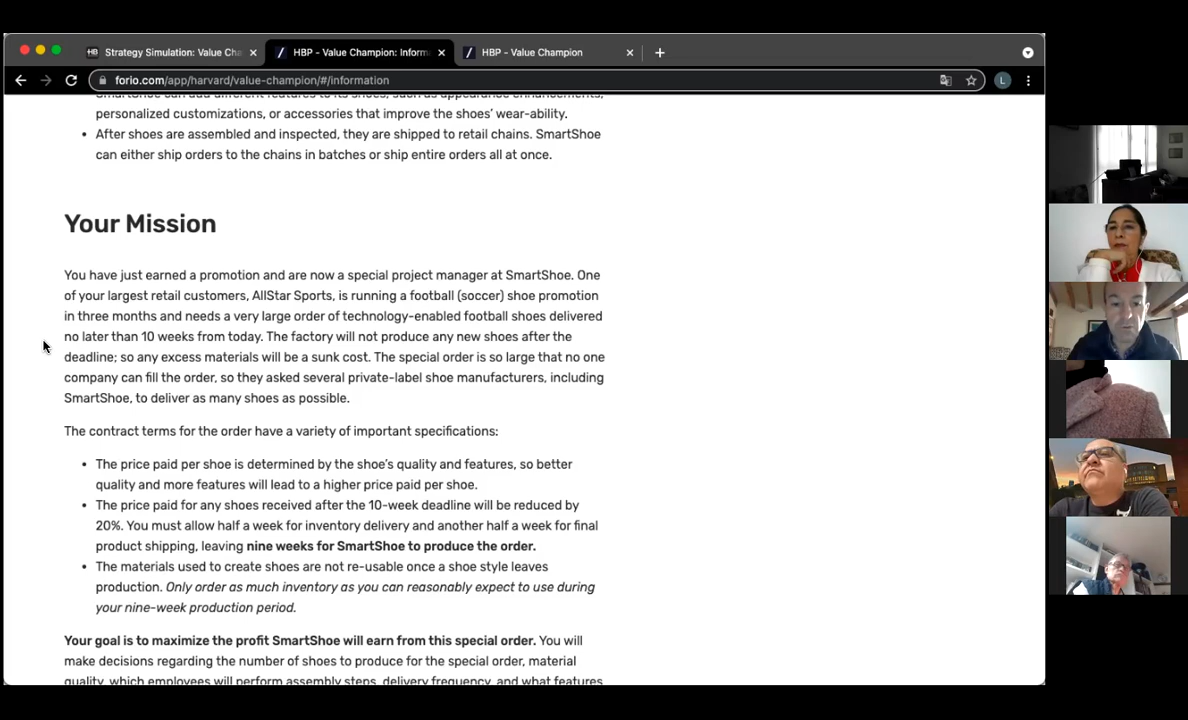 Strategy Simulation: Value Cha
HBP - Value Champion: Inform
HBP - Value Champion
forio.com/app/harvard/value-champion/#/information
L
SmartShoe can add different features to its shoes, such as appearance enhancements,
personalized customizations, or accessories that improve the shoes' wear-ability.
• After shoes are assembled and inspected, they are shipped to retail chains. SmartShoe
can either ship orders to the chains in batches or ship entire orders all at once.
Your Mission
You have just earned a promotion and are now a special project manager at SmartShoe. One
of your largest retail customers, AllStar Sports, is running a football (soccer) shoe promotion
in three months and needs a very large order of technology-enabled football shoes delivered
no later than 10 weeks from today. The factory will not produce any new shoes after the
deadline; so any excess materials will be a sunk cost. The special order is so large that no one
company can fill the order, so they asked several private-label shoe manufacturers, including
SmartShoe, to deliver as many shoes as possible.
The contract terms for the order have a variety of important specifications:
• The price paid per shoe is determined by the shoe's quality and features, so better
quality and more features will lead to a higher price paid per shoe.
• The price paid for any shoes received after the 10-week deadline will be reduced by
20%. You must allow half a week for inventory delivery and another half a week for final
product shipping, leaving nine weeks for SmartShoe to produce the order.
• The materials used to create shoes are not re-usable once a shoe style leaves
production. Only order as much inventory as you can reasonably expect to use during
your nine-week production period.
Your goal is to maximize the profit SmartShoe will earn from this special order. You will
make decisions regarding the number of shoes to produce for the special order, material
quality, which employees will perform assembly steps, delivery frequency, and what features